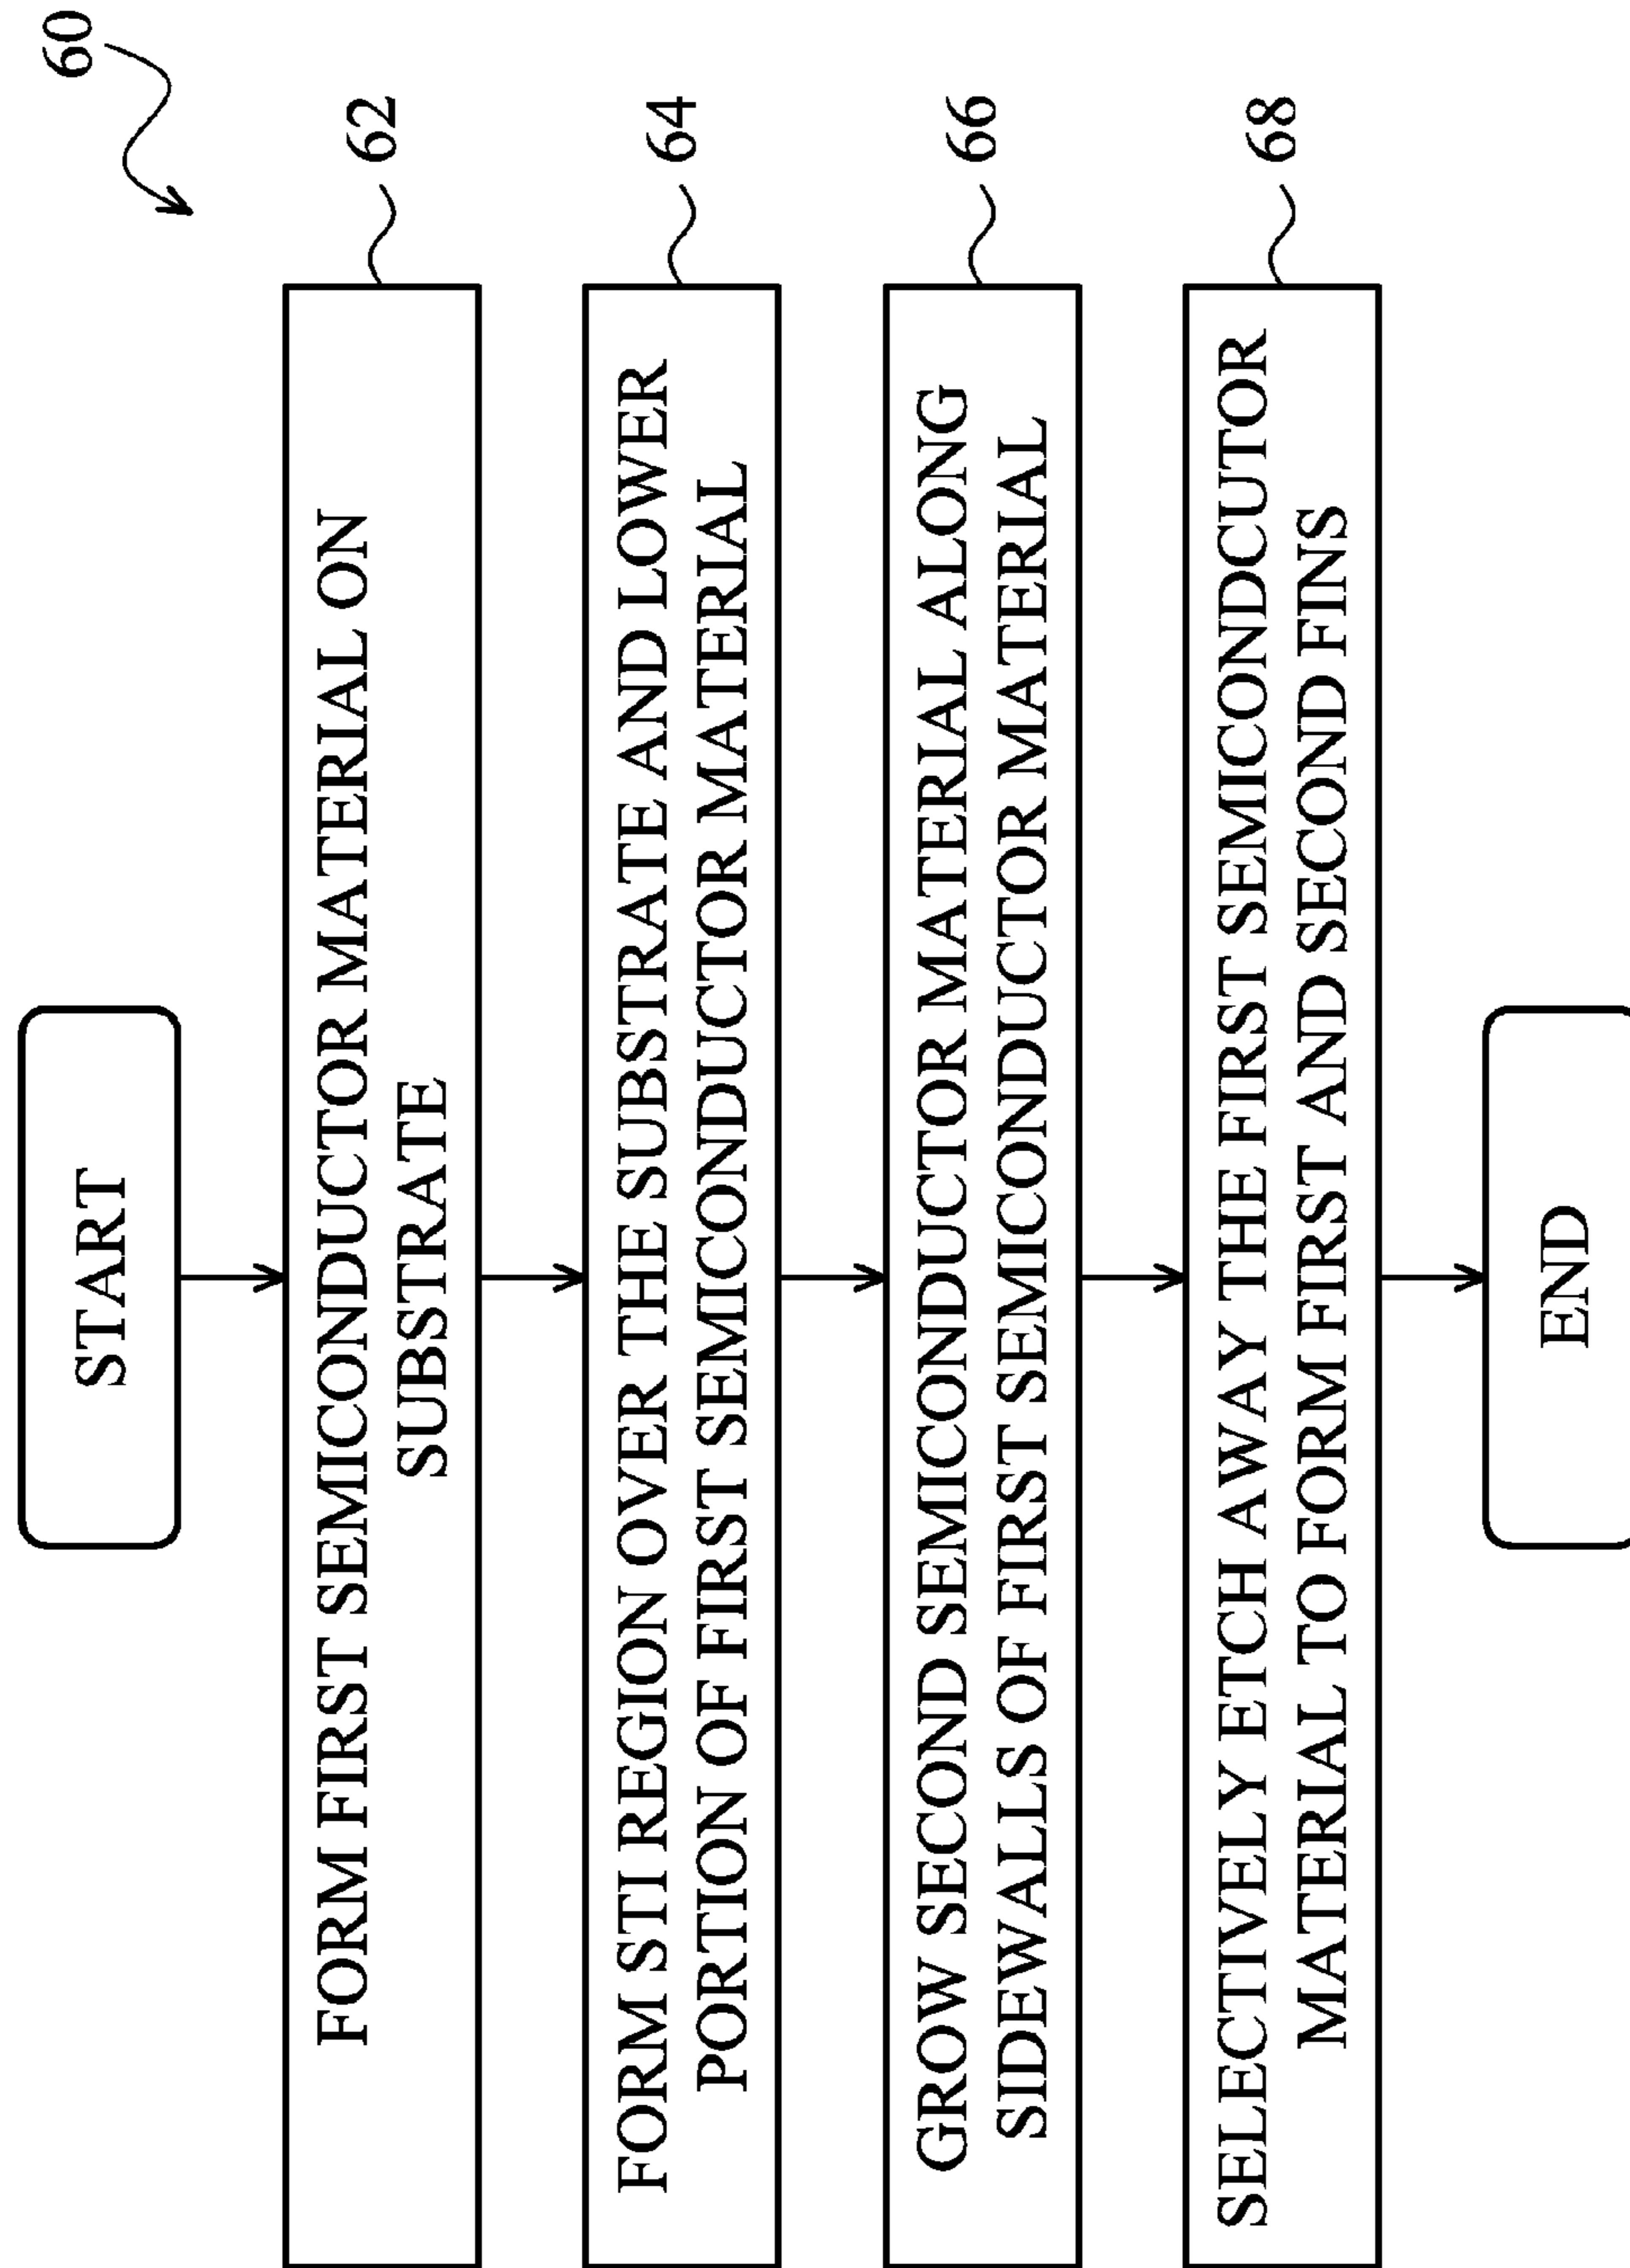 60
START
FORM FIRST SEMICONDUCTOR MATERIAL ON
SUBSTRATE
62
FORM STI REGION OVER THE SUBSTRATE AND LOWER
PORTION OF FIRST SEMICONDUCTOR MATERIAL
64
GROW SECOND SEMICONDUCTOR MATERIAL ALONG
SIDEWALLS OF FIRST SEMICONDUCTOR MATERIAL
66
SELECTIVELY ETCH AWAY THE FIRST SEMICONDCUTOR
MATERIAL TO FORM FIRST AND SECOND FINS
68
END